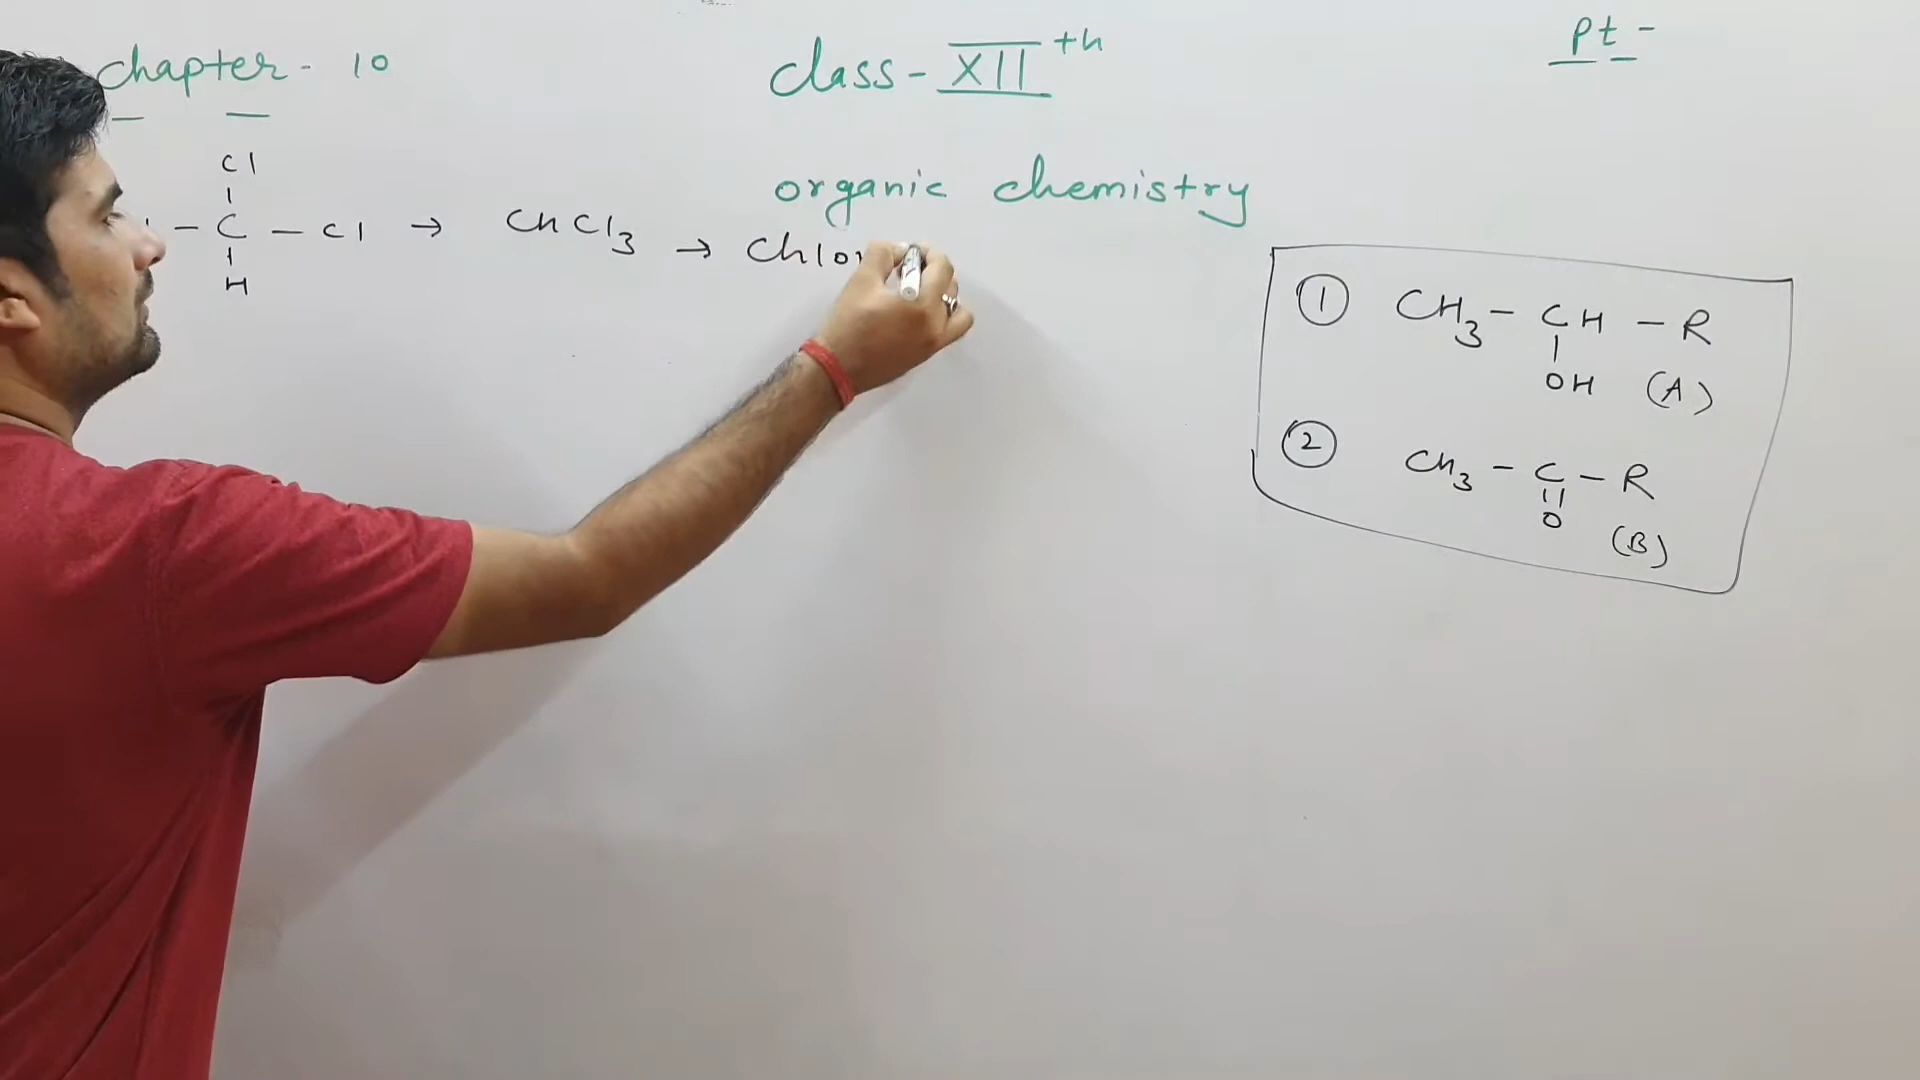 chapter - 10
class - XII th
pt -
organic chemistry
Cl
- C - Cl → CHCl3 → Chlor
H
① CH3 - CH - R
OH (A)
② CH3 - C - R
O
(B)